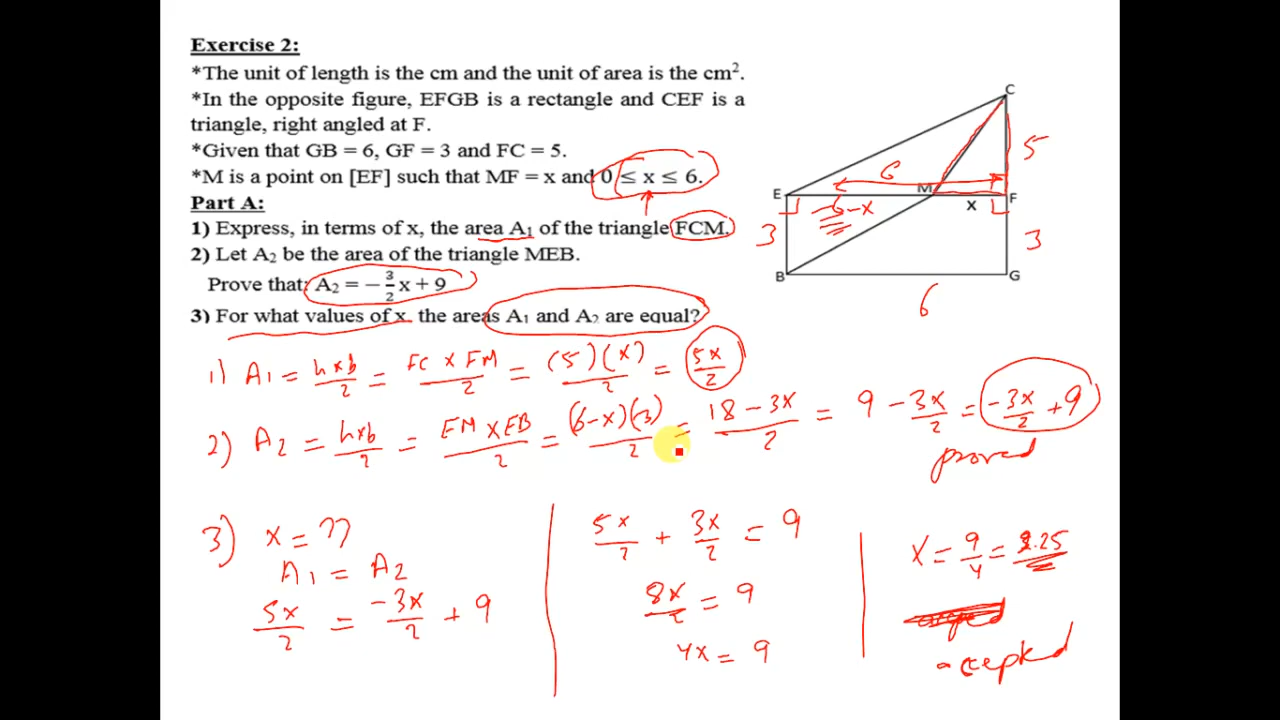 Exercise 2:
*The unit of length is the cm and the unit of area is the cm².
*In the opposite figure, EFGB is a rectangle and CEF is a
triangle, right angled at F.
*Given that GB = 6, GF = 3 and FC = 5.
*M is a point on [EF] such that MF = x and 0 ≤ x ≤ 6.
Part A:
1) Express, in terms of x, the area A₁ of the triangle FCM.
2) Let A₂ be the area of the triangle MEB.
Prove that: A₂ = − 3/2 x + 9
3) For what values of x, the areas A₁ and A₂ are equal?
C
5
6
E
M
F
6-x
x
3
3
B
G
6
1) A1 = hxb/2 = FC x FM/2 = (5)(x)/2 = 5x/2
2) A2 = hxb/2 = EM x EB/2 = (6-x)(3)/2 = 18-3x/2 = 9 - 3x/2 = -3x/2 + 9
proved
3) x = ??
A1 = A2
5x/2 = -3x/2 + 9
5x/2 + 3x/2 = 9
8x/2 = 9
4x = 9
x = 9/4 = 2.25
accepted